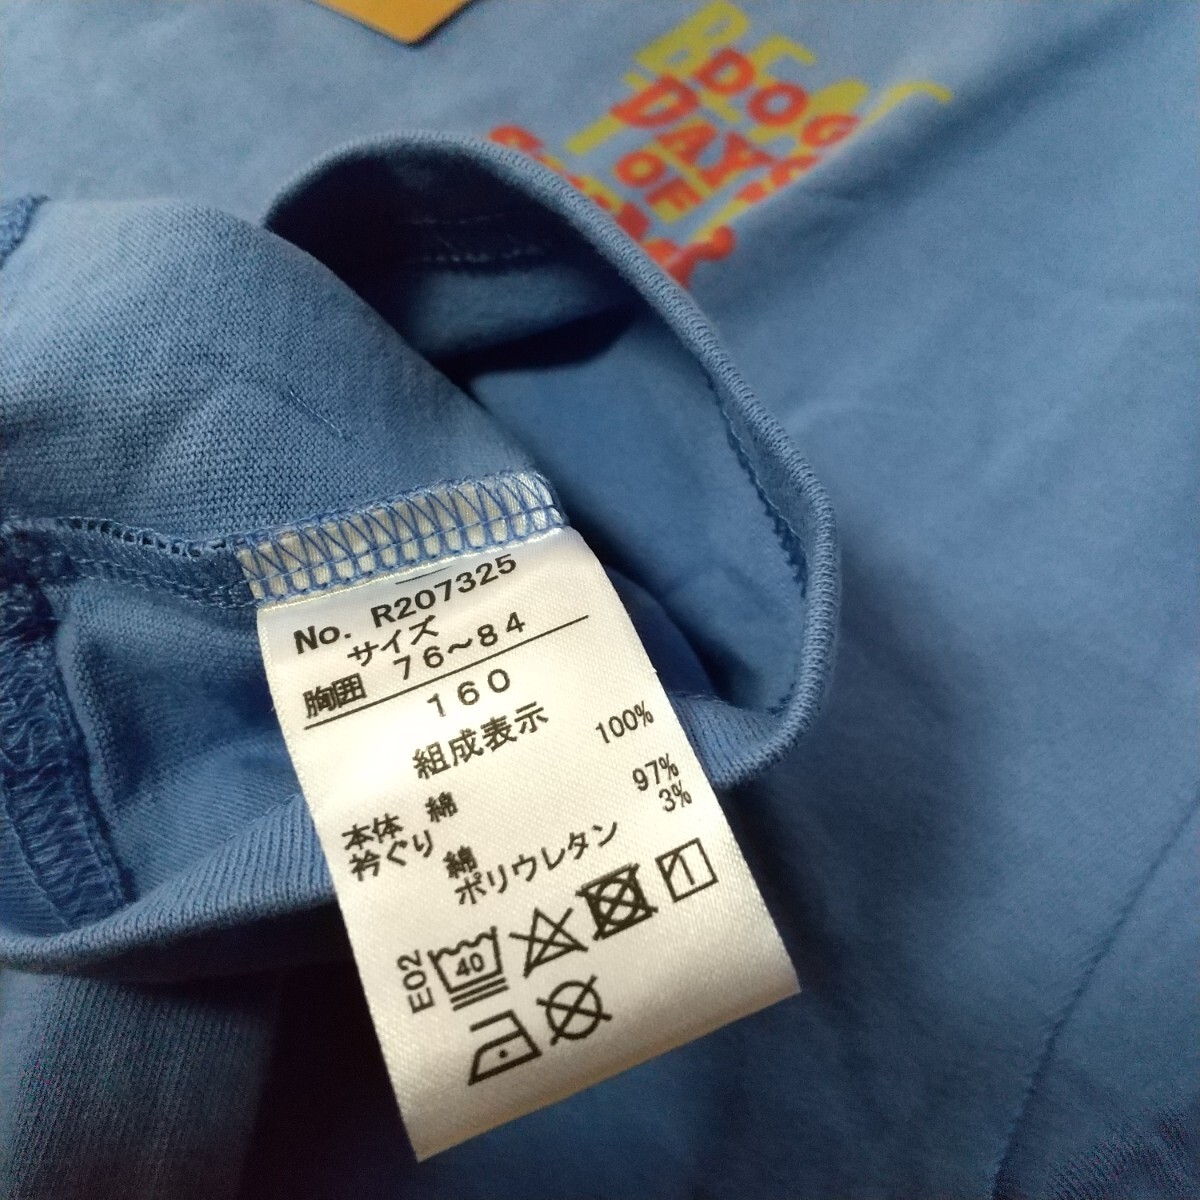 DOG
DAYS
OF
No. R207325
サイズ
胸囲 76～84
160
組成表示
本体 綿 100%
衿ぐり 綿 97%
ポリウレタン 3%
E02
40